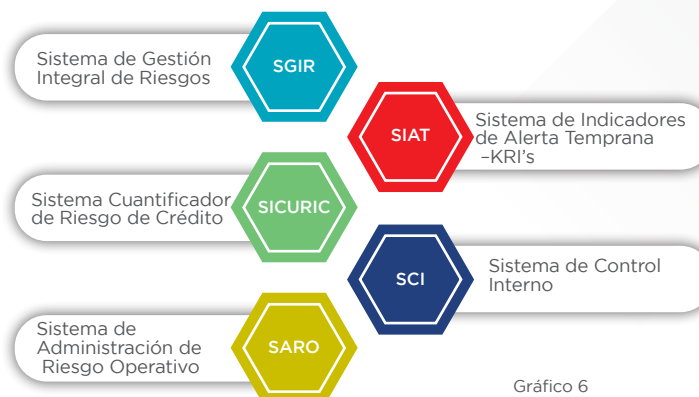 Sistema de Gestión
Integral de Riesgos
SGIR
SIAT
Sistema de Indicadores
de Alerta Temprana
–KRI's
Sistema Cuantificador
de Riesgo de Crédito
SICURIC
SCI
Sistema de Control
Interno
Sistema de
Administración de
Riesgo Operativo
SARO
Gráfico 6